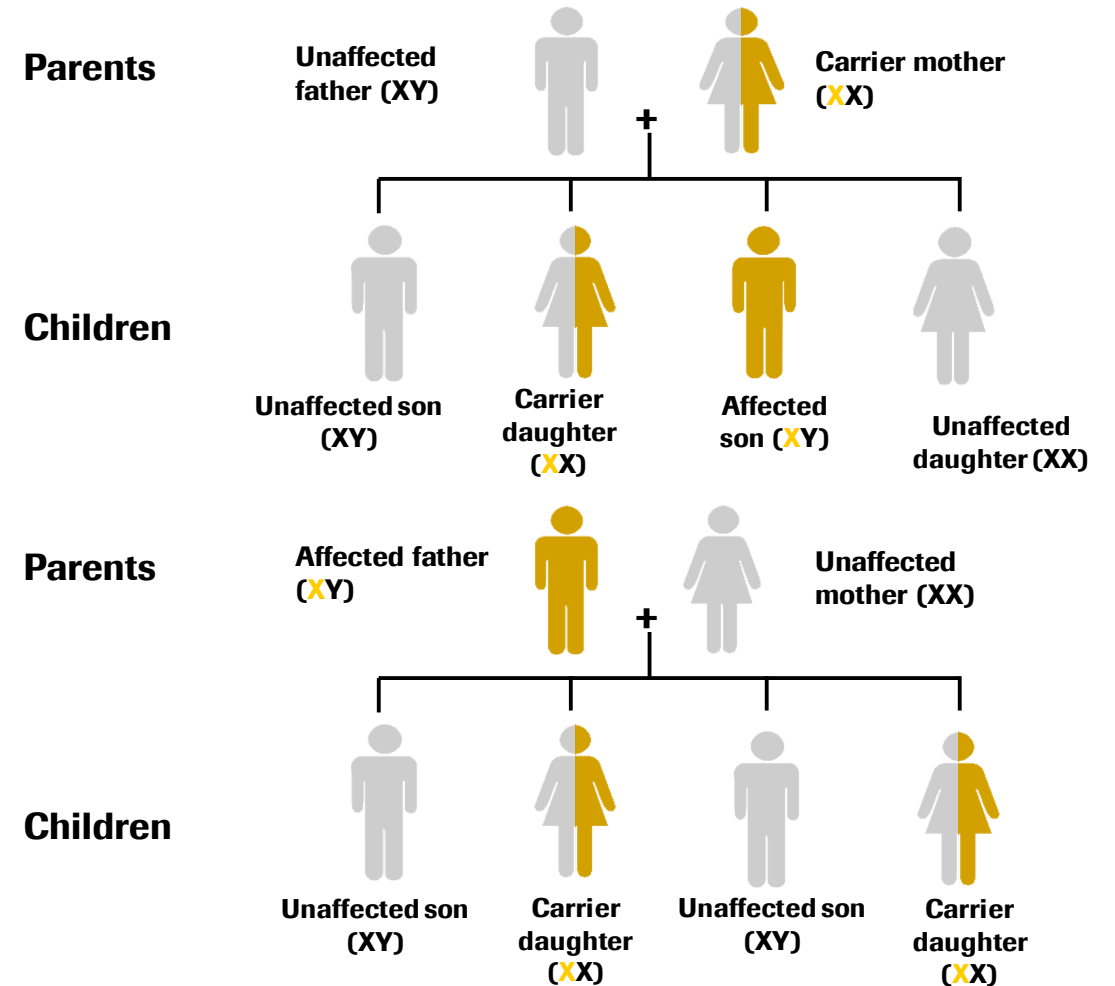 Parents
Unaffected
father (XY)
+
Carrier mother
(XX)
Children
Unaffected son
(XY)
Carrier
daughter
(XX)
Affected
son (XY)
Unaffected
daughter (XX)
Parents
Affected father
(XY)
+
Unaffected
mother (XX)
Children
Unaffected son
(XY)
Carrier
daughter
(XX)
Unaffected son
(XY)
Carrier
daughter
(XX)